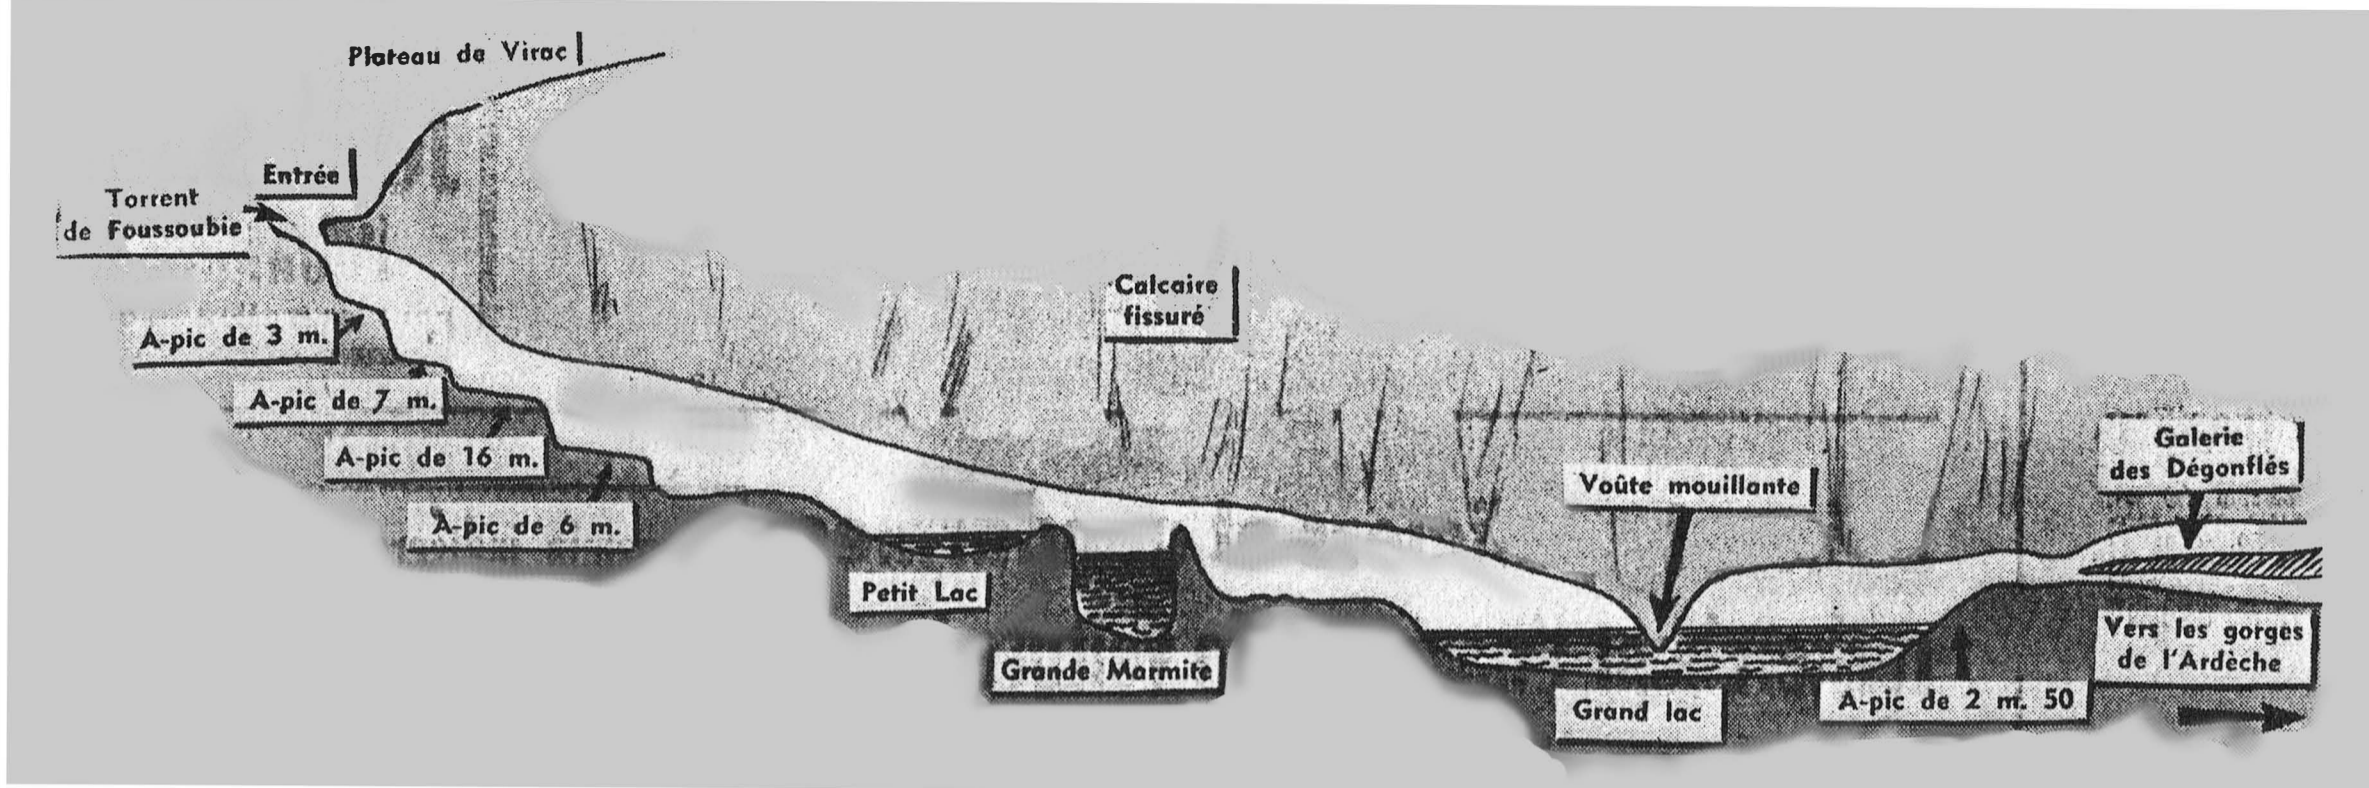 Plateau de Virac
Entrée
Torrent
de Foussoubie
A-pic de 3 m.
A-pic de 7 m.
A-pic de 16 m.
A-pic de 6 m.
Petit Lac
Grande Marmite
Calcaire
fissuré
Voûte mouillante
Grand lac
A-pic de 2 m. 50
Galerie
des Dégonflés
Vers les gorges
de l'Ardèche